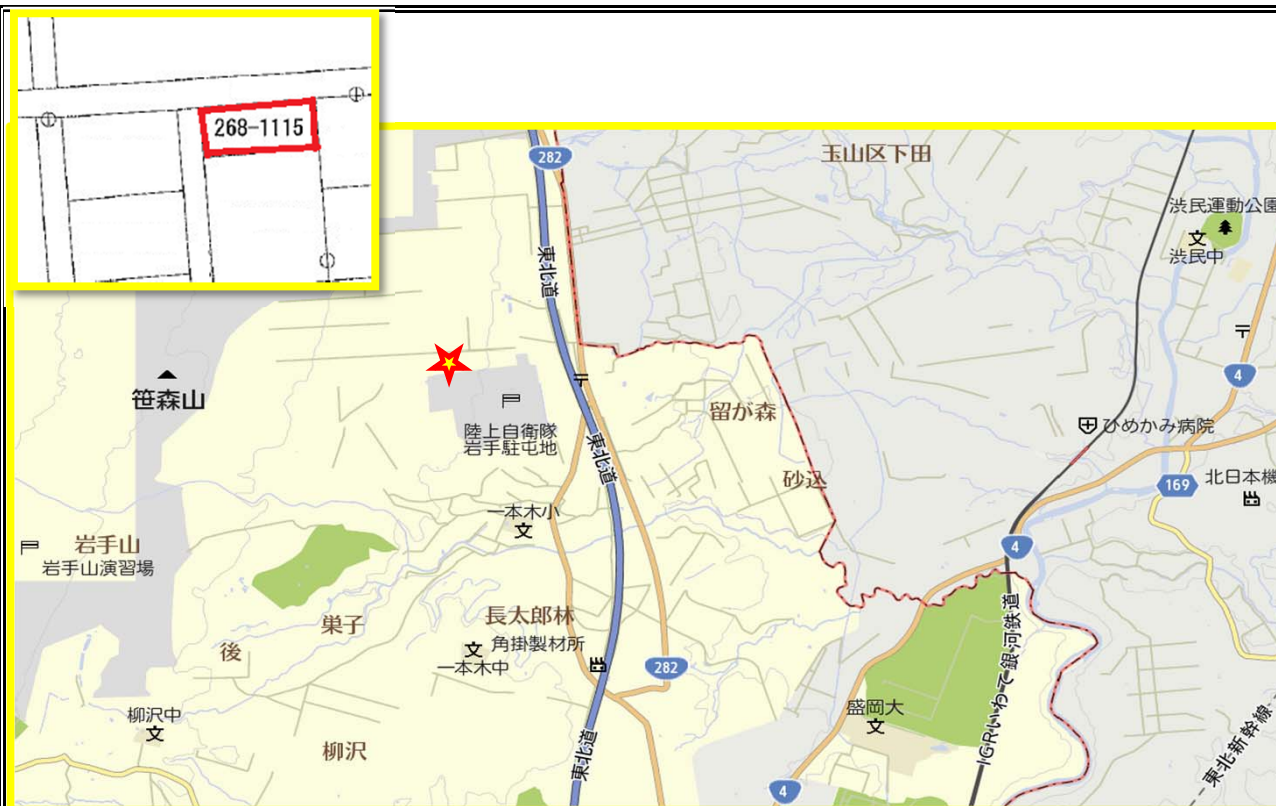 268-1115
282
玉山区下田
渋民運動公園
文
渋民中
東北道
笹森山
陸上自衛隊
岩手駐屯地
東北道
留が森
4
ひめかみ病院
砂込
169
北日本機
一本木小
文
岩手山
岩手山演習場
4
巣子
後
長太郎林
角掛製材所
文
一本木中
282
IGRいわて銀河鉄道
盛岡大
文
柳沢中
文
柳沢
東北道
4
東北新幹線